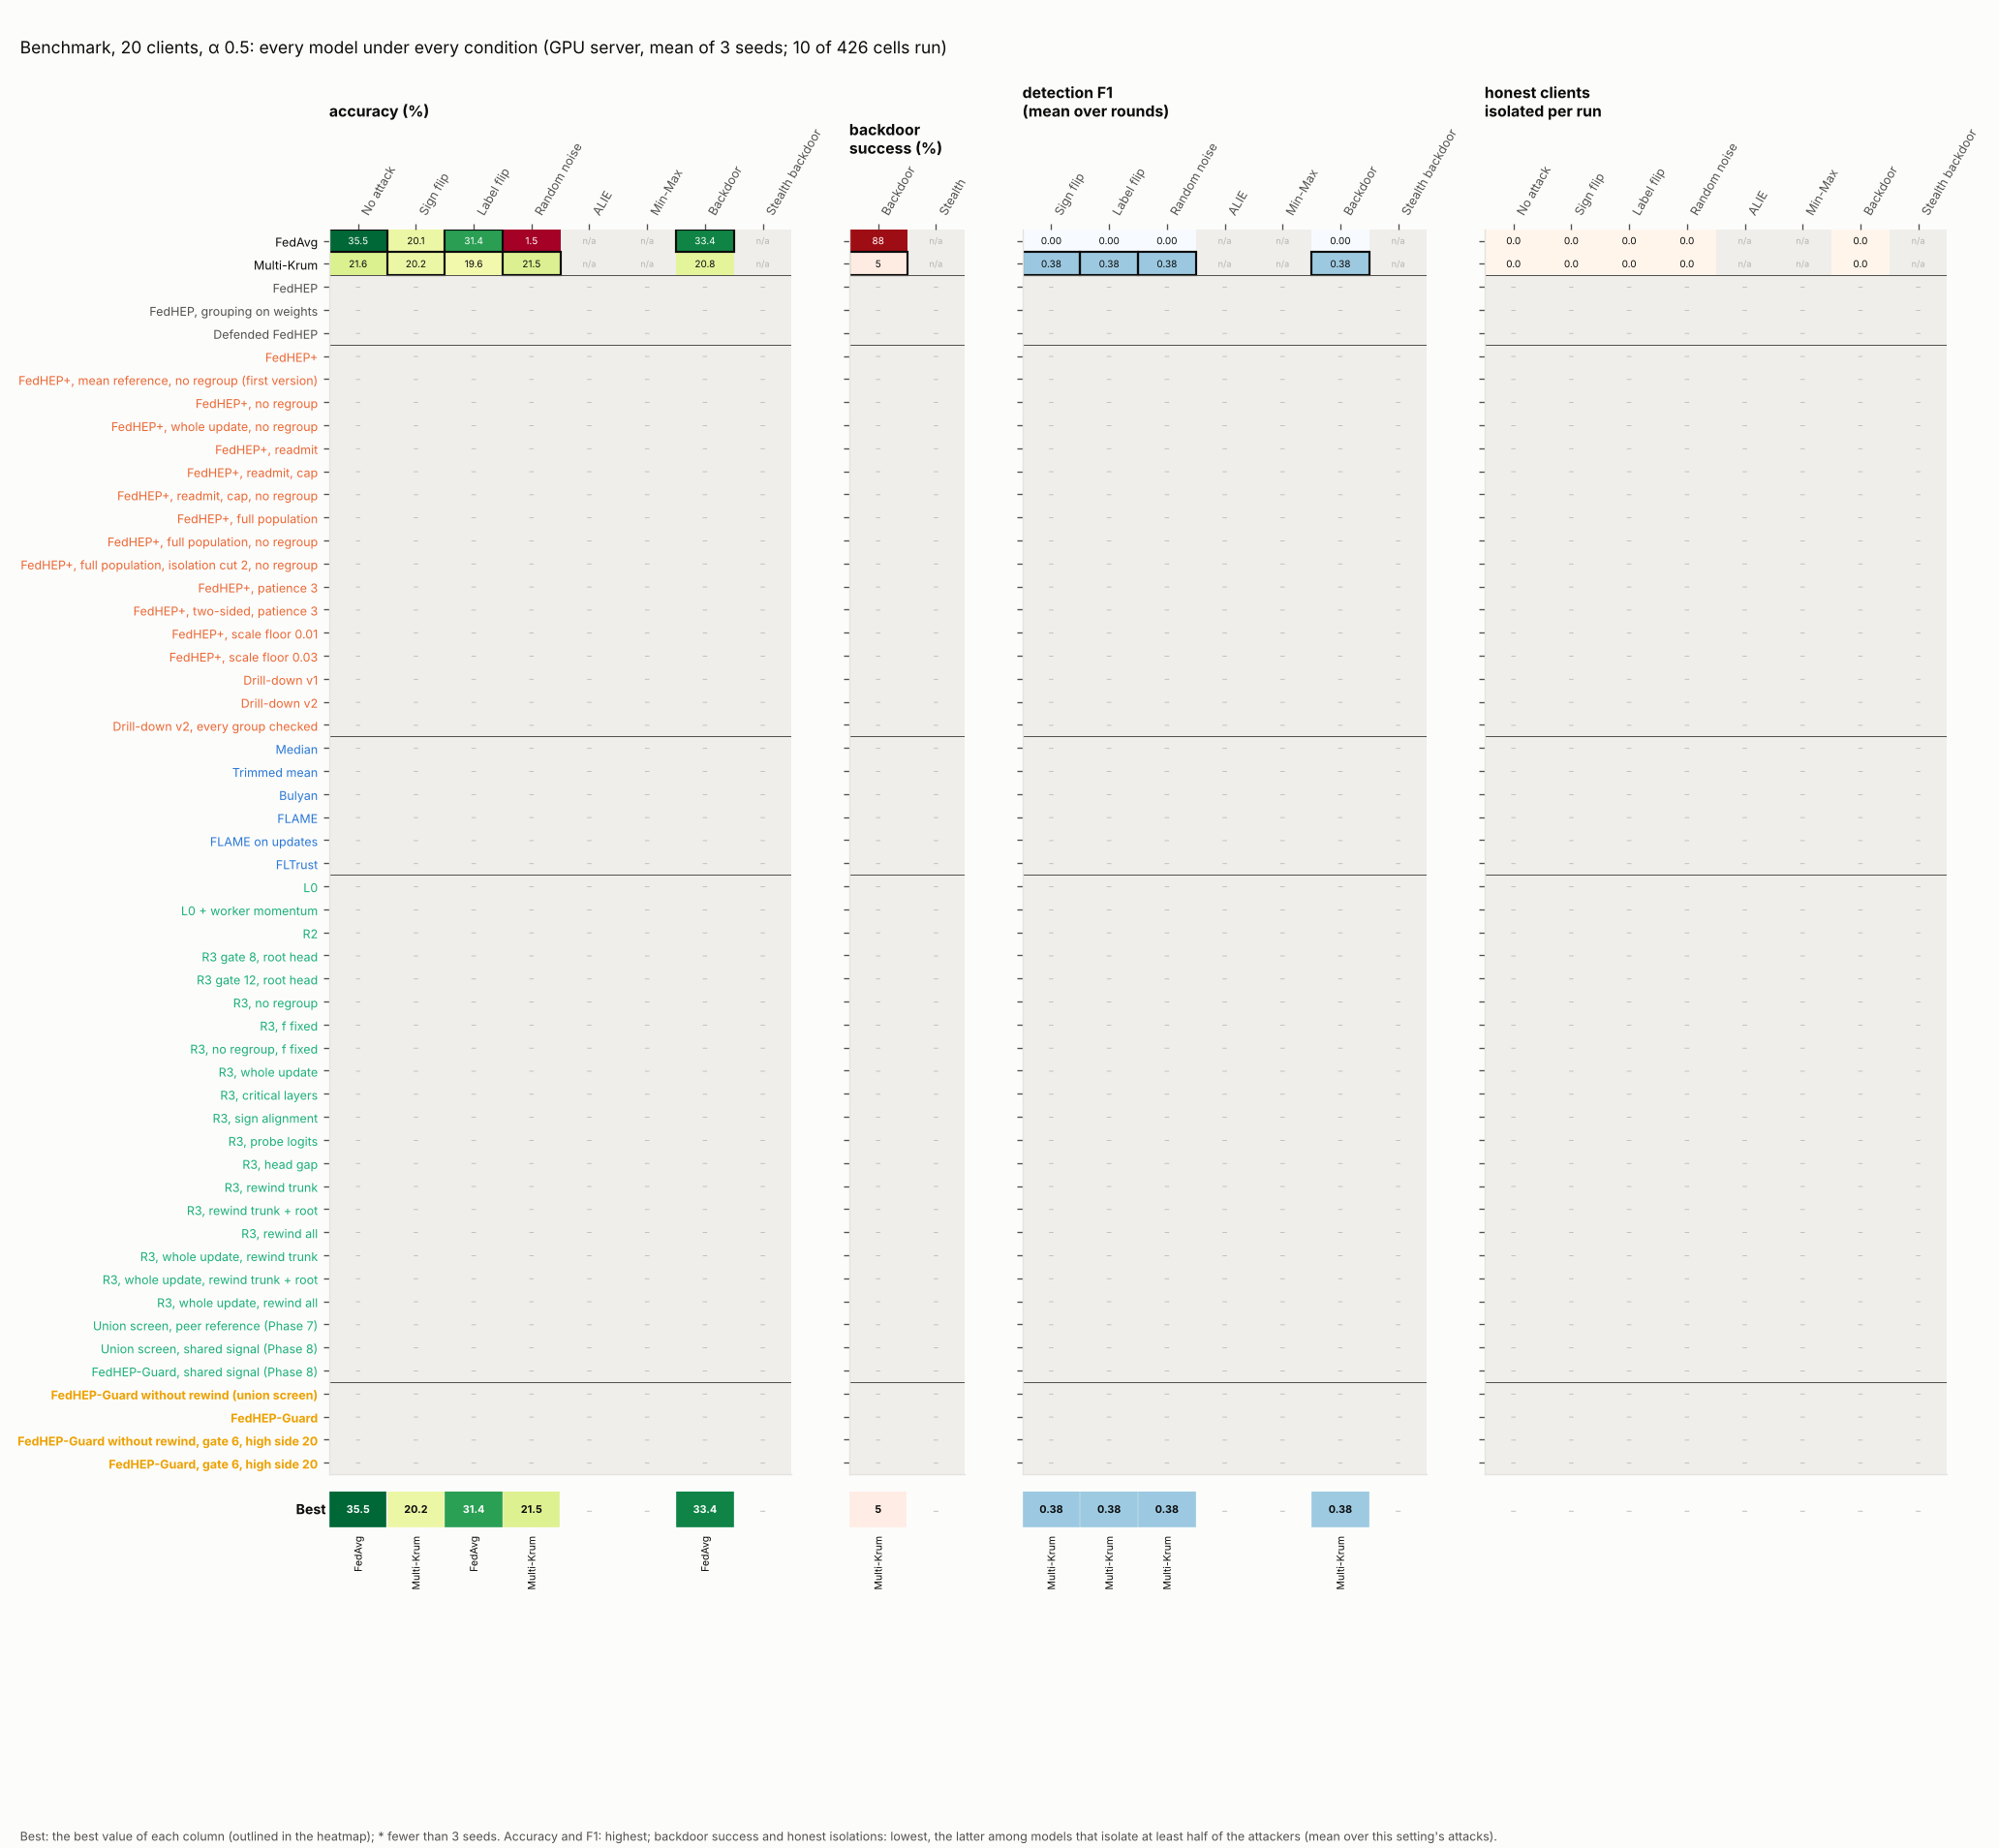 Benchmark, 20 clients, α 0.5: every model under every condition (GPU server, mean of 3 seeds; 10 of 426 cells run)
accuracy (%)
backdoor
success (%)
detection F1
(mean over rounds)
honest clients
isolated per run
No attack Sign flip Label flip Random noise ALIE Min-Max Backdoor Stealth backdoor
Backdoor Stealth
Sign flip Label flip Random noise ALIE Min-Max Backdoor Stealth backdoor
No attack Sign flip Label flip Random noise ALIE Min-Max Backdoor Stealth backdoor
FedAvg 35.5 20.1 31.4 1.5 n/a n/a 33.4 n/a 88 n/a 0.00 0.00 0.00 n/a n/a 0.00 n/a 0.0 0.0 0.0 0.0 n/a n/a 0.0 n/a
Multi-Krum 21.6 20.2 19.6 21.5 n/a n/a 20.8 n/a 5 n/a 0.38 0.38 0.38 n/a n/a 0.38 n/a 0.0 0.0 0.0 0.0 n/a n/a 0.0 n/a
FedHEP
FedHEP, grouping on weights
Defended FedHEP
FedHEP+
FedHEP+, mean reference, no regroup (first version)
FedHEP+, no regroup
FedHEP+, whole update, no regroup
FedHEP+, readmit
FedHEP+, readmit, cap
FedHEP+, readmit, cap, no regroup
FedHEP+, full population
FedHEP+, full population, no regroup
FedHEP+, full population, isolation cut 2, no regroup
FedHEP+, patience 3
FedHEP+, two-sided, patience 3
FedHEP+, scale floor 0.01
FedHEP+, scale floor 0.03
Drill-down v1
Drill-down v2
Drill-down v2, every group checked
Median
Trimmed mean
Bulyan
FLAME
FLAME on updates
FLTrust
L0
L0 + worker momentum
R2
R3 gate 8, root head
R3 gate 12, root head
R3, no regroup
R3, f fixed
R3, no regroup, f fixed
R3, whole update
R3, critical layers
R3, sign alignment
R3, probe logits
R3, head gap
R3, rewind trunk
R3, rewind trunk + root
R3, rewind all
R3, whole update, rewind trunk
R3, whole update, rewind trunk + root
R3, whole update, rewind all
Union screen, peer reference (Phase 7)
Union screen, shared signal (Phase 8)
FedHEP-Guard, shared signal (Phase 8)
FedHEP-Guard without rewind (union screen)
FedHEP-Guard
FedHEP-Guard without rewind, gate 6, high side 20
FedHEP-Guard, gate 6, high side 20
Best 35.5 20.2 31.4 21.5 – – 33.4 – 5 – 0.38 0.38 0.38 – – 0.38 – – – – – – – – –
FedAvg Multi-Krum FedAvg Multi-Krum FedAvg Multi-Krum Multi-Krum Multi-Krum Multi-Krum Multi-Krum
Best: the best value of each column (outlined in the heatmap); * fewer than 3 seeds. Accuracy and F1: highest; backdoor success and honest isolations: lowest, the latter among models that isolate at least half of the attackers (mean over this setting's attacks).